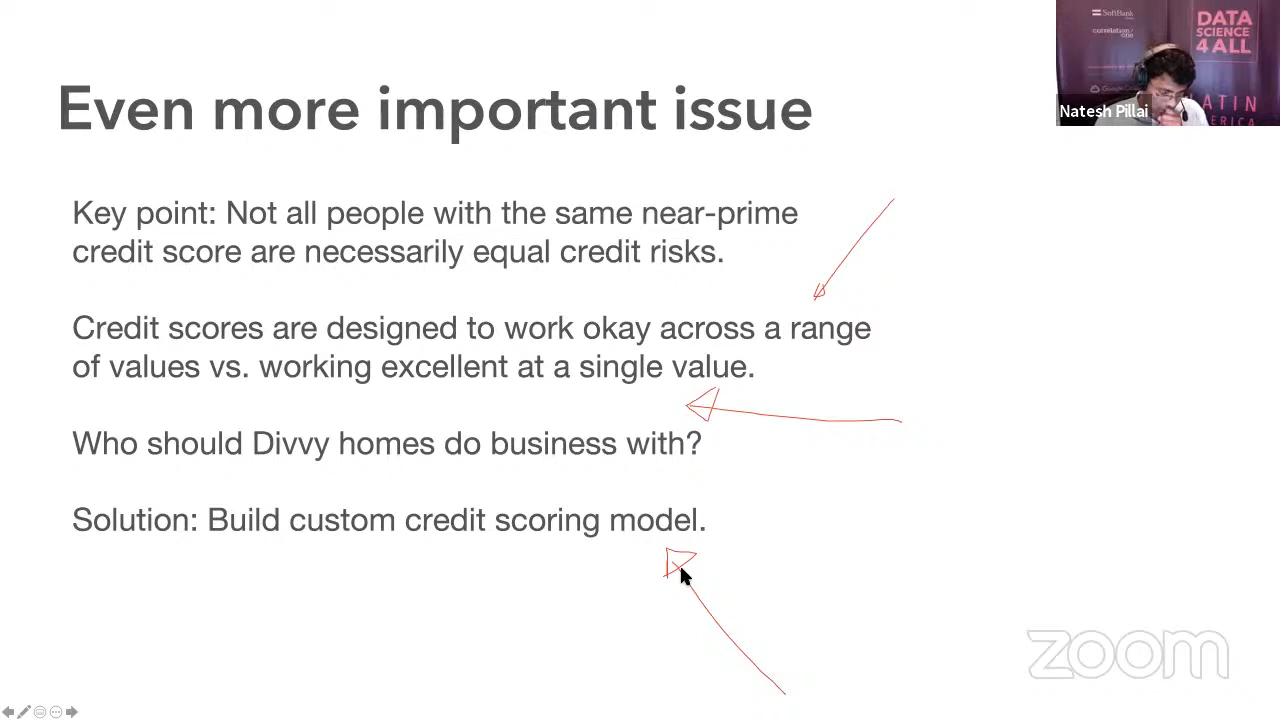 SoftBank
correlation
one
DATA
SCIENCE
4 ALL
Google
LATIN
AMERICA
Natesh Pillai
Even more important issue
Key point: Not all people with the same near-prime
credit score are necessarily equal credit risks.
Credit scores are designed to work okay across a range
of values vs. working excellent at a single value.
Who should Divvy homes do business with?
Solution: Build custom credit scoring model.
zoom